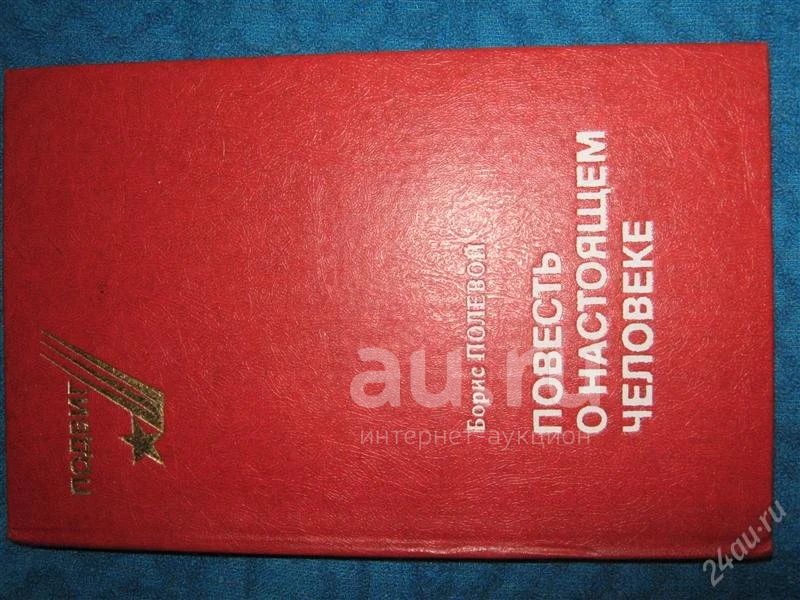 ПОДВИГ
Борис ПОЛЕВОЙ
ПОВЕСТЬ
О НАСТОЯЩЕМ
ЧЕЛОВЕКЕ
au.ru
интернет-аукцион
24au.ru